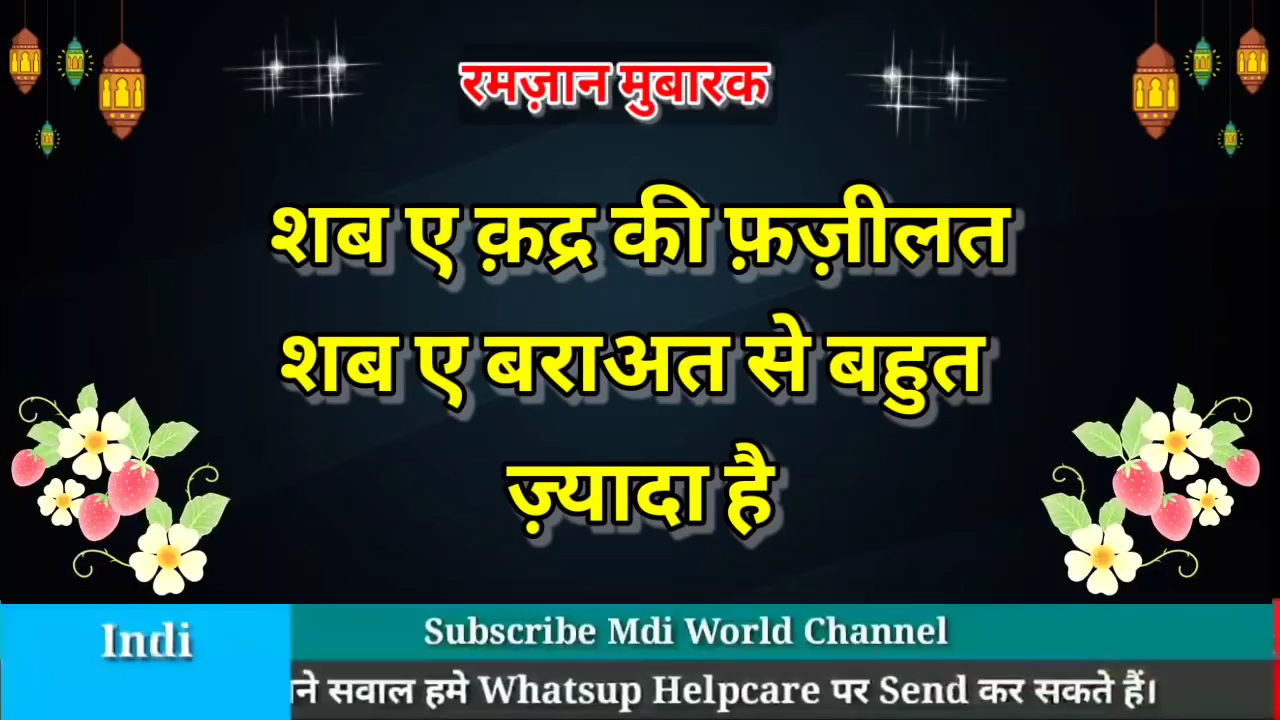 रमज़ान मुबारक
शब ए क़द्र की फ़ज़ीलत
शब ए बराअत से बहुत
ज़्यादा है
Indi
Subscribe Mdi World Channel
सवाल हमे Whatsup Helpcare पर Send कर सकते हैं।